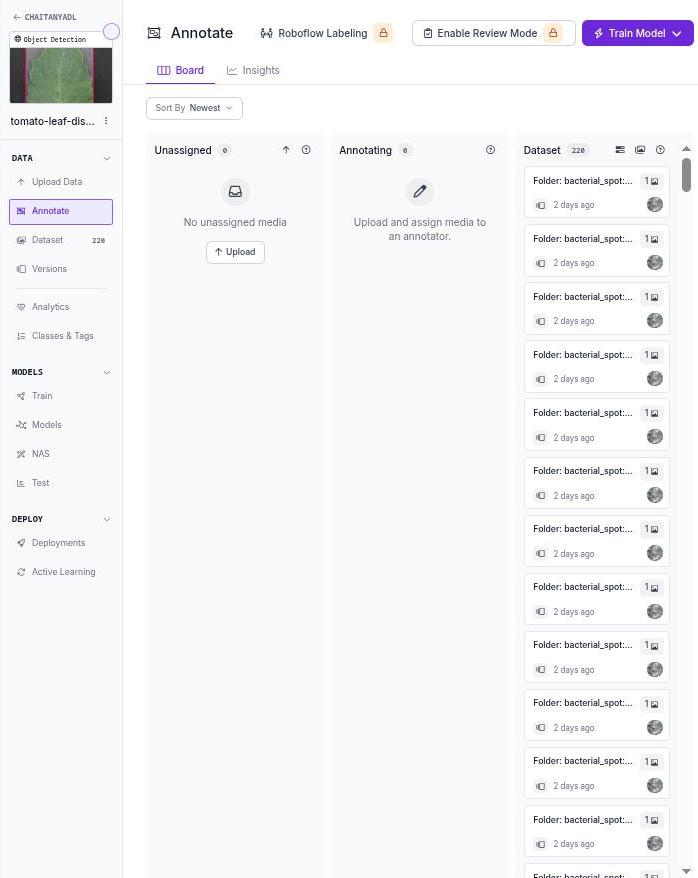 ← CHAITANYADL
Object Detection
tomato-leaf-dis...
DATA
Upload Data
Annotate
Dataset 220
Versions
Analytics
Classes & Tags
MODELS
Train
Models
NAS
Test
DEPLOY
Deployments
Active Learning
Annotate
Roboflow Labeling
Enable Review Mode
Train Model
Board
Insights
Sort By Newest
Unassigned 0
No unassigned media
Upload
Annotating 0
Upload and assign media to
an annotator.
Dataset 220
Folder: bacterial_spot:... 1
2 days ago
Folder: bacterial_spot:... 1
2 days ago
Folder: bacterial_spot:... 1
2 days ago
Folder: bacterial_spot:... 1
2 days ago
Folder: bacterial_spot:... 1
2 days ago
Folder: bacterial_spot:... 1
2 days ago
Folder: bacterial_spot:... 1
2 days ago
Folder: bacterial_spot:... 1
2 days ago
Folder: bacterial_spot:... 1
2 days ago
Folder: bacterial_spot:... 1
2 days ago
Folder: bacterial_spot:... 1
2 days ago
Folder: bacterial_spot:... 1
2 days ago
Folder: bacterial_spot:... 1